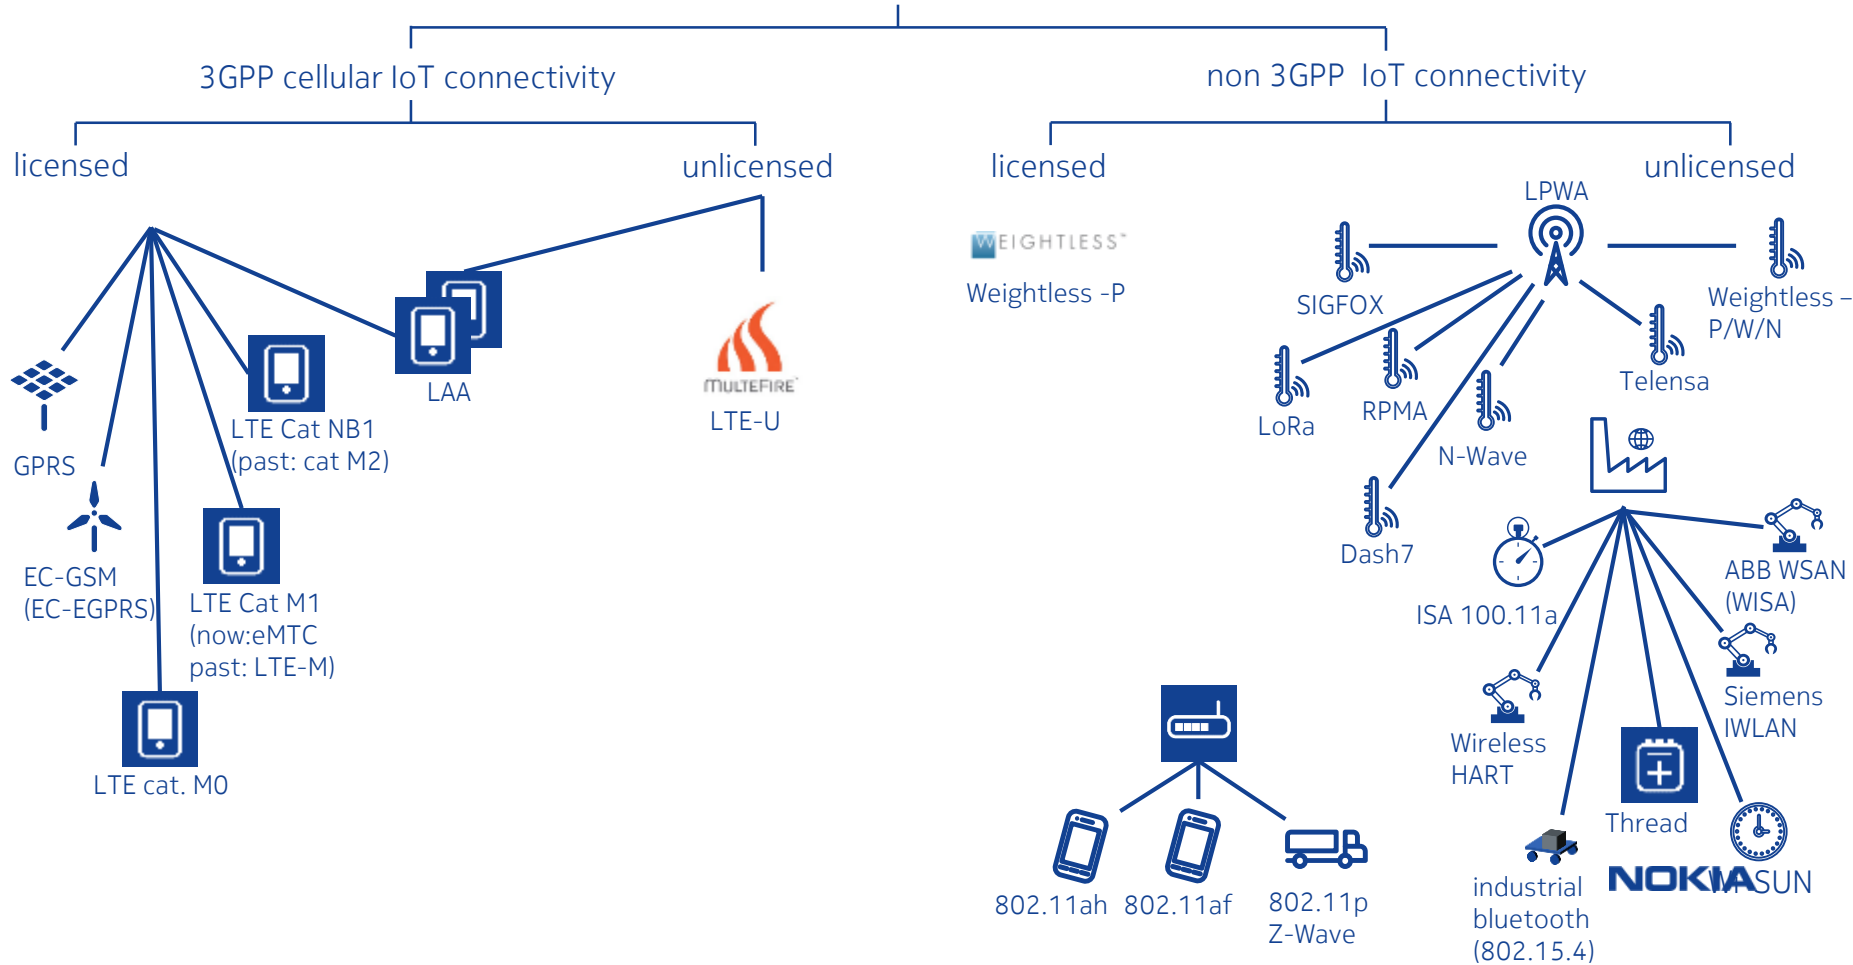 3GPP cellular IoT connectivity
non 3GPP IoT connectivity
licensed
unlicensed
licensed
unlicensed
LPWA
WEIGHTLESS™
Weightless -P
SIGFOX
Weightless –
P/W/N
MULTEFIRE™
LTE-U
LAA
LTE Cat NB1
(past: cat M2)
GPRS
EC-GSM
(EC-EGPRS)
LTE Cat M1
(now:eMTC
past: LTE-M)
LTE cat. M0
LoRa
RPMA
Telensa
N-Wave
Dash7
ISA 100.11a
ABB WSAN
(WISA)
Siemens
IWLAN
Wireless
HART
Thread
NOKIA
SUN
industrial
bluetooth
(802.15.4)
802.11ah
802.11af
802.11p
Z-Wave